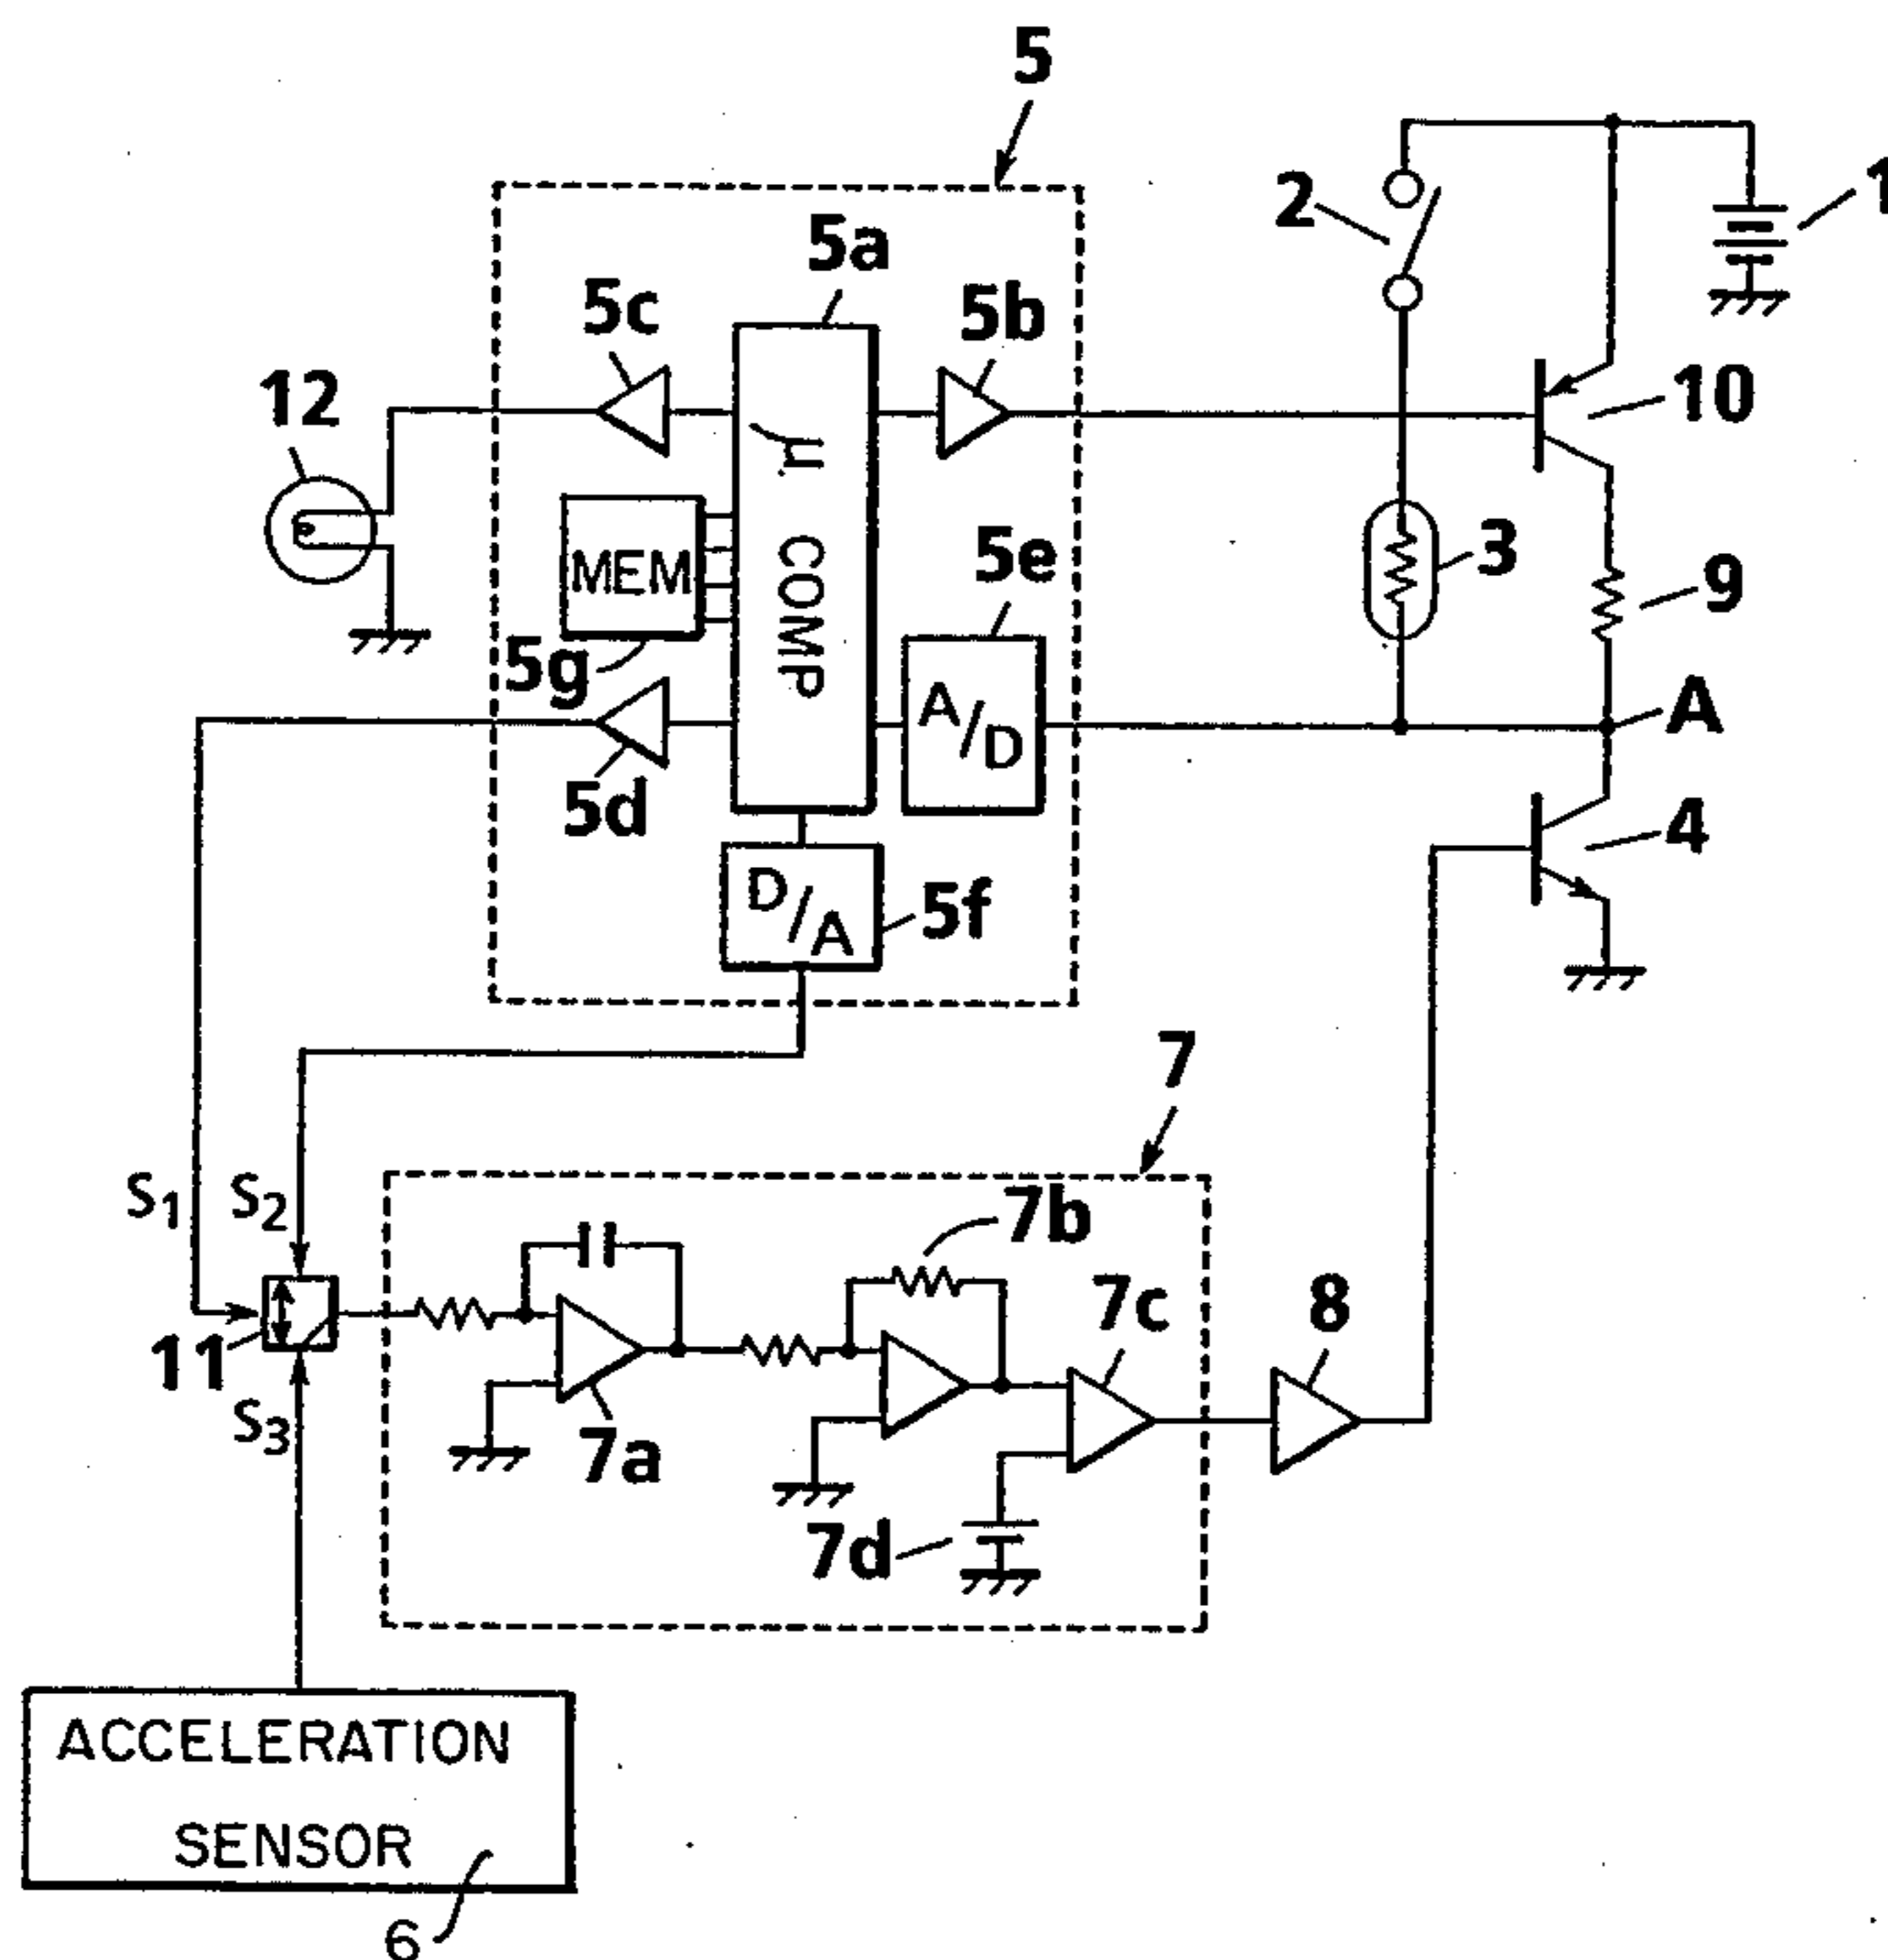 5
2
1
5a
5c
5b
12
10
μ
COMP
MEM
5e
3
9
5g
A/D
A
5d
4
D/A
5f
7
S1
S2
7b
7c
8
11
S3
7a
7d
ACCELERATION
SENSOR
6